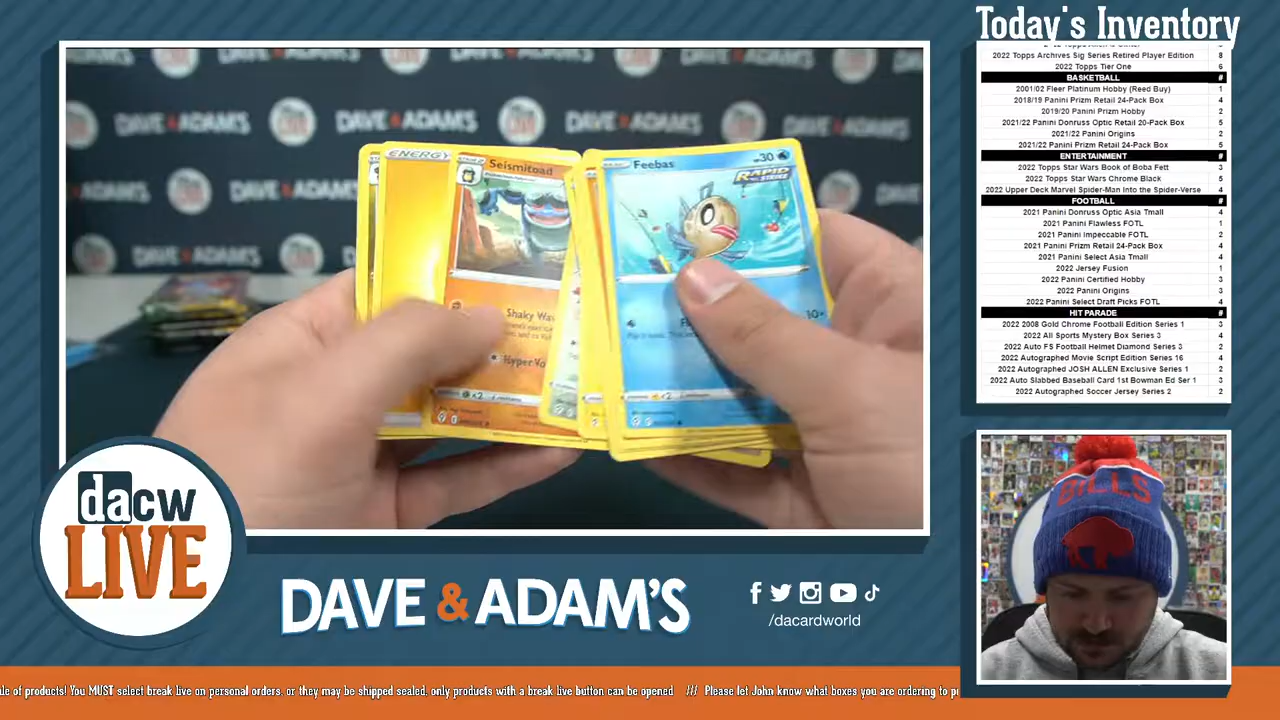 Today's Inventory
2022 Topps Archives Sig Series Retired Player Edition 8
2022 Topps Tier One 6
BASKETBALL #
2001/02 Fleer Platinum Hobby (Reed Buy) 1
2018/19 Panini Prizm Retail 24-Pack Box 4
2019/20 Panini Prizm Hobby 2
2021/22 Panini Donruss Optic Retail 20-Pack Box 5
2021/22 Panini Origins 2
2021/22 Panini Prizm Retail 24-Pack Box 5
ENTERTAINMENT #
2022 Topps Star Wars Book of Boba Fett 3
2022 Topps Star Wars Chrome Black 5
2022 Upper Deck Marvel Spider-Man Into the Spider-Verse 4
FOOTBALL #
2021 Panini Donruss Optic Asia Tmall 4
2021 Panini Flawless FOTL 1
2021 Panini Impeccable FOTL 2
2021 Panini Prizm Retail 24-Pack Box 4
2021 Panini Select Asia Tmall 4
2022 Jersey Fusion 1
2022 Panini Certified Hobby 3
2022 Panini Origins 3
2022 Panini Select Draft Picks FOTL 4
HIT PARADE #
2022 2008 Gold Chrome Football Edition Series 1 3
2022 All Sports Mystery Box Series 3 4
2022 Auto FS Football Helmet Diamond Series 3 2
2022 Autographed Movie Script Edition Series 16 4
2022 Autographed JOSH ALLEN Exclusive Series 1 2
2022 Auto Slabbed Baseball Card 1st Bowman Ed Ser 1 3
2022 Autographed Soccer Jersey Series 2 2
DAVE & ADAM'S
ENERGY
Seismitoad
Shaky Wav
Hyper Vo
x2
Feebas
30
RAPID
10+
x2
BILLS
dacw
LIVE
DAVE & ADAM'S
/dacardworld
le of products! You MUST select break live on personal orders, or they may be shipped sealed, only products with a break live button can be opened /// Please let John know what boxes you are ordering to p